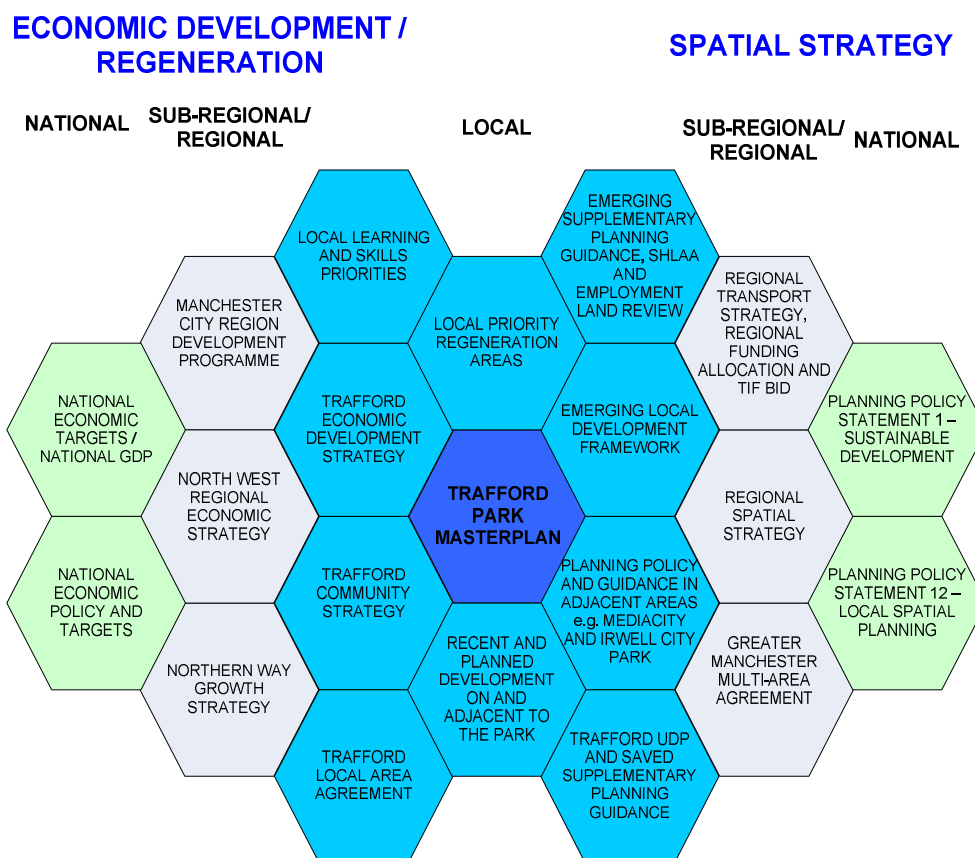 ECONOMIC DEVELOPMENT /
REGENERATION
SPATIAL STRATEGY
NATIONAL
SUB-REGIONAL/
REGIONAL
LOCAL
SUB-REGIONAL/
REGIONAL
NATIONAL
NATIONAL
ECONOMIC
TARGETS /
NATIONAL GDP
NATIONAL
ECONOMIC
POLICY AND
TARGETS
MANCHESTER
CITY REGION
DEVELOPMENT
PROGRAMME
NORTH WEST
REGIONAL
ECONOMIC
STRATEGY
NORTHERN WAY
GROWTH
STRATEGY
LOCAL LEARNING
AND SKILLS
PRIORITIES
TRAFFORD
ECONOMIC
DEVELOPMENT
STRATEGY
TRAFFORD
COMMUNITY
STRATEGY
TRAFFORD
LOCAL AREA
AGREEMENT
LOCAL PRIORITY
REGENERATION
AREAS
TRAFFORD
PARK
MASTERPLAN
RECENT AND
PLANNED
DEVELOPMENT
ON AND
ADJACENT TO
THE PARK
EMERGING
SUPPLEMENTARY
PLANNING
GUIDANCE, SHLAA
AND
EMPLOYMENT
LAND REVIEW
EMERGING LOCAL
DEVELOPMENT
FRAMEWORK
PLANNING POLICY
AND GUIDANCE IN
ADJACENT AREAS
e.g. MEDIACITY
AND IRWELL CITY
PARK
TRAFFORD UDP
AND SAVED
SUPPLEMENTARY
PLANNING
GUIDANCE
REGIONAL
TRANSPORT
STRATEGY,
REGIONAL
FUNDING
ALLOCATION AND
TIF BID
REGIONAL
SPATIAL
STRATEGY
GREATER
MANCHESTER
MULTI-AREA
AGREEMENT
PLANNING POLICY
STATEMENT 1 –
SUSTAINABLE
DEVELOPMENT
PLANNING POLICY
STATEMENT 12 –
LOCAL SPATIAL
PLANNING